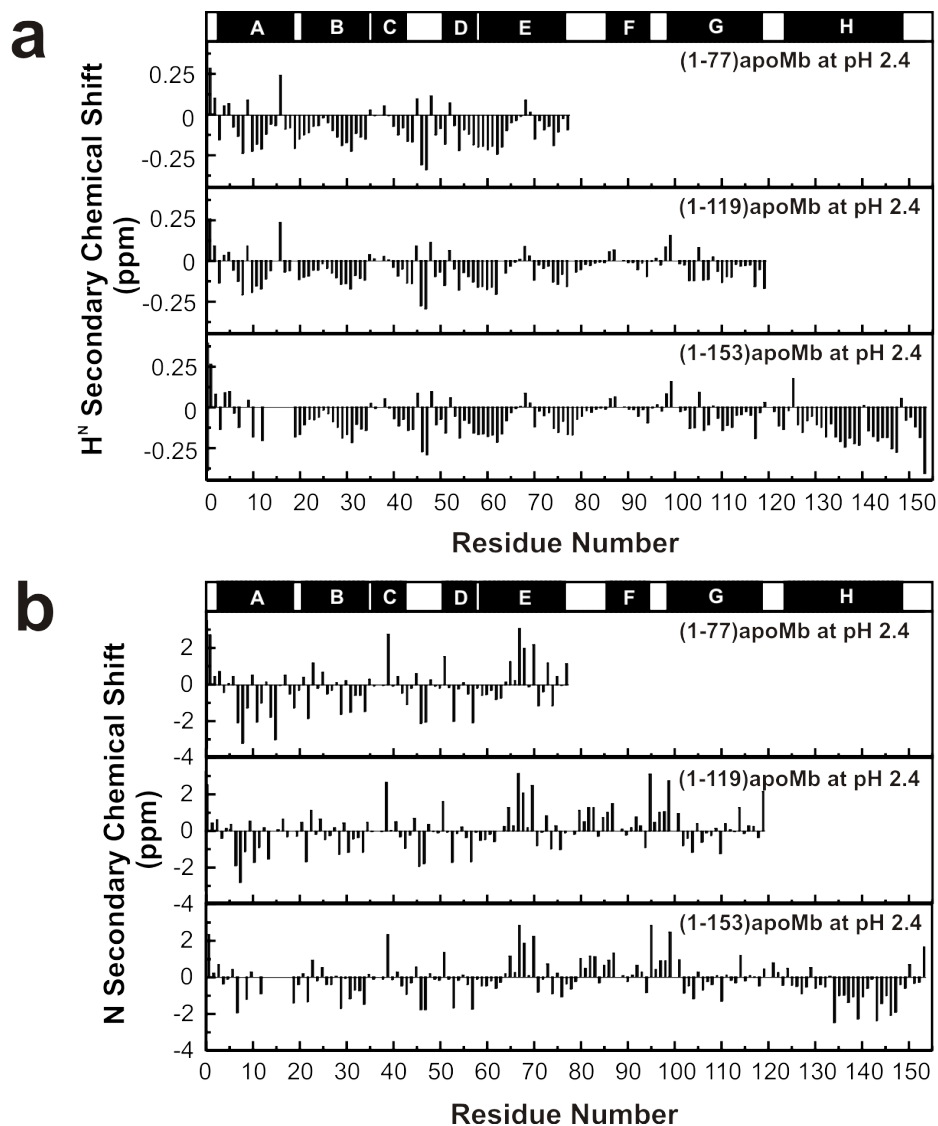 a
A B C D E F G H
(1-77)apoMb at pH 2.4
0.25
0
-0.25
(1-119)apoMb at pH 2.4
0.25
0
-0.25
(1-153)apoMb at pH 2.4
0.25
0
-0.25
H^N Secondary Chemical Shift
(ppm)
0 10 20 30 40 50 60 70 80 90 100 110 120 130 140 150
Residue Number
b
A B C D E F G H
(1-77)apoMb at pH 2.4
2
0
-2
-4
(1-119)apoMb at pH 2.4
2
0
-2
-4
(1-153)apoMb at pH 2.4
2
0
-2
-4
N Secondary Chemical Shift
(ppm)
0 10 20 30 40 50 60 70 80 90 100 110 120 130 140 150
Residue Number